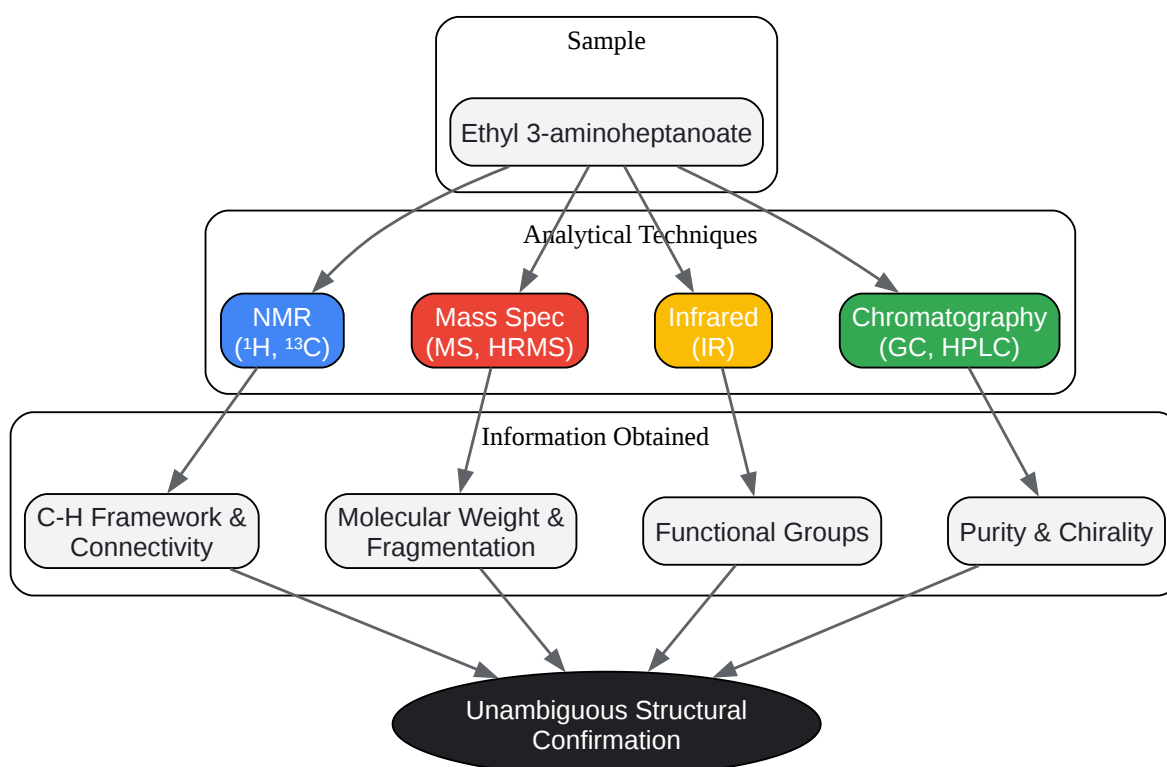 Sample
Ethyl 3-aminoheptanoate
Analytical Techniques
NMR
(¹H, ¹³C)
Mass Spec
(MS, HRMS)
Infrared
(IR)
Chromatography
(GC, HPLC)
Information Obtained
C-H Framework &
Connectivity
Molecular Weight &
Fragmentation
Functional Groups
Purity & Chirality
Unambiguous Structural
Confirmation